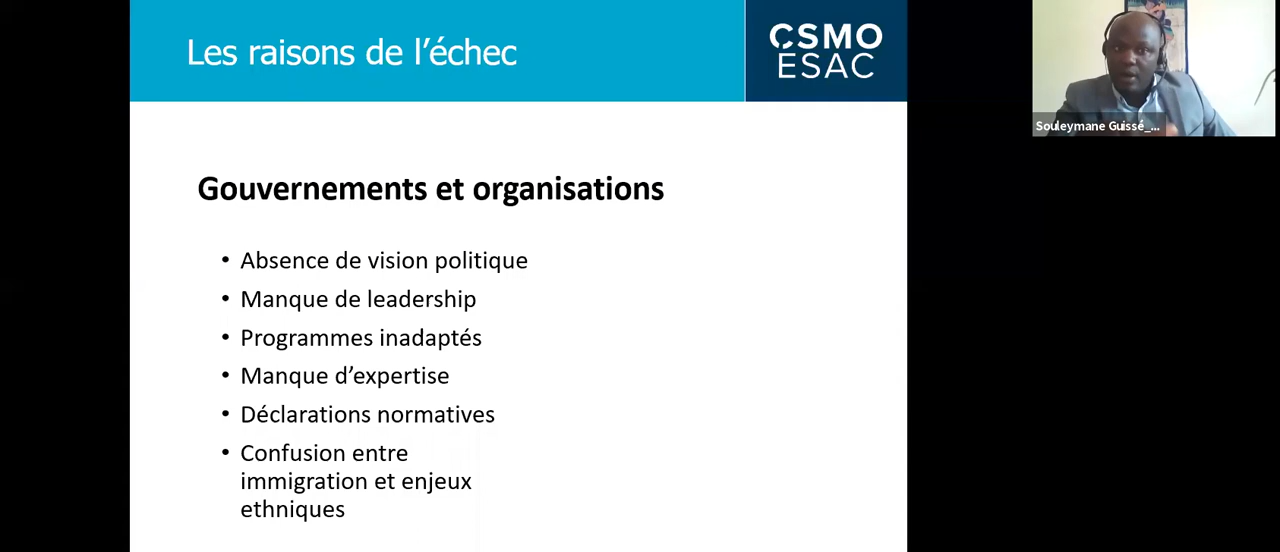 Les raisons de l’échec
CSMO
ÉSAC
Souleymane Guissé_...
Gouvernements et organisations
• Absence de vision politique
• Manque de leadership
• Programmes inadaptés
• Manque d’expertise
• Déclarations normatives
• Confusion entre
immigration et enjeux
ethniques